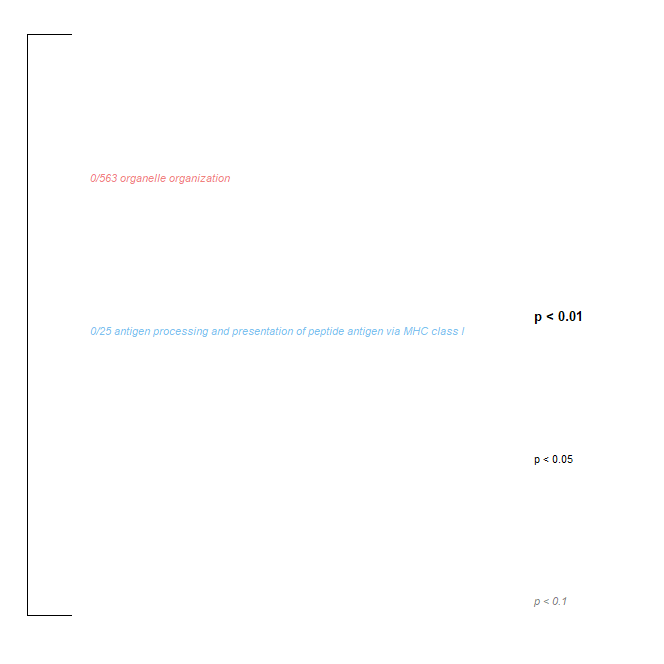 0/563 organelle organization
0/25 antigen processing and presentation of peptide antigen via MHC class I
p < 0.01
p < 0.05
p < 0.1